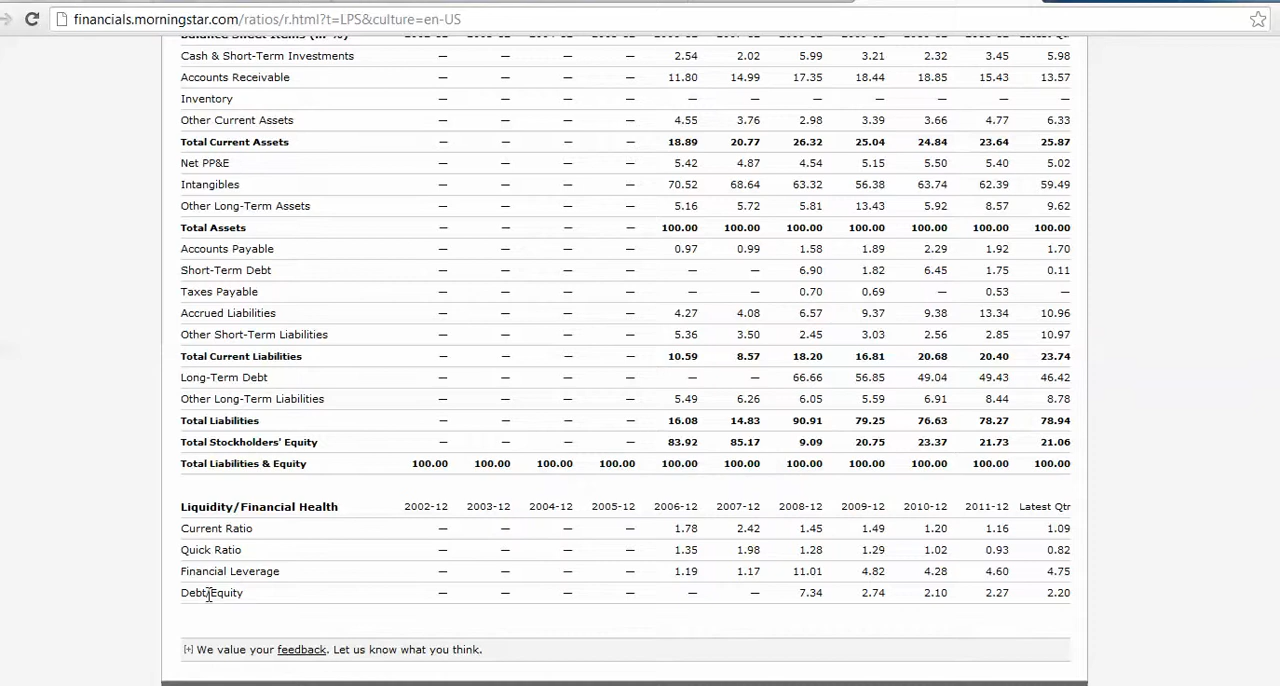 financials.morningstar.com/ratios/r.html?t=LPS&culture=en-US
Cash & Short-Term Investments — — — — 2.54 2.02 5.99 3.21 2.32 3.45 5.98
Accounts Receivable — — — — 11.80 14.99 17.35 18.44 18.85 15.43 13.57
Inventory — — — — — — — — — — —
Other Current Assets — — — — 4.55 3.76 2.98 3.39 3.66 4.77 6.33
Total Current Assets — — — — 18.89 20.77 26.32 25.04 24.84 23.64 25.87
Net PP&E — — — — 5.42 4.87 4.54 5.15 5.50 5.40 5.02
Intangibles — — — — 70.52 68.64 63.32 56.38 63.74 62.39 59.49
Other Long-Term Assets — — — — 5.16 5.72 5.81 13.43 5.92 8.57 9.62
Total Assets — — — — 100.00 100.00 100.00 100.00 100.00 100.00 100.00
Accounts Payable — — — — 0.97 0.99 1.58 1.89 2.29 1.92 1.70
Short-Term Debt — — — — — — 6.90 1.82 6.45 1.75 0.11
Taxes Payable — — — — — — 0.70 0.69 — 0.53 —
Accrued Liabilities — — — — 4.27 4.08 6.57 9.37 9.38 13.34 10.96
Other Short-Term Liabilities — — — — 5.36 3.50 2.45 3.03 2.56 2.85 10.97
Total Current Liabilities — — — — 10.59 8.57 18.20 16.81 20.68 20.40 23.74
Long-Term Debt — — — — — — 66.66 56.85 49.04 49.43 46.42
Other Long-Term Liabilities — — — — 5.49 6.26 6.05 5.59 6.91 8.44 8.78
Total Liabilities — — — — 16.08 14.83 90.91 79.25 76.63 78.27 78.94
Total Stockholders' Equity — — — — 83.92 85.17 9.09 20.75 23.37 21.73 21.06
Total Liabilities & Equity 100.00 100.00 100.00 100.00 100.00 100.00 100.00 100.00 100.00 100.00 100.00
Liquidity/Financial Health 2002-12 2003-12 2004-12 2005-12 2006-12 2007-12 2008-12 2009-12 2010-12 2011-12 Latest Qtr
Current Ratio — — — — 1.78 2.42 1.45 1.49 1.20 1.16 1.09
Quick Ratio — — — — 1.35 1.98 1.28 1.29 1.02 0.93 0.82
Financial Leverage — — — — 1.19 1.17 11.01 4.82 4.28 4.60 4.75
Debt/Equity — — — — — — 7.34 2.74 2.10 2.27 2.20
[+] We value your feedback. Let us know what you think.